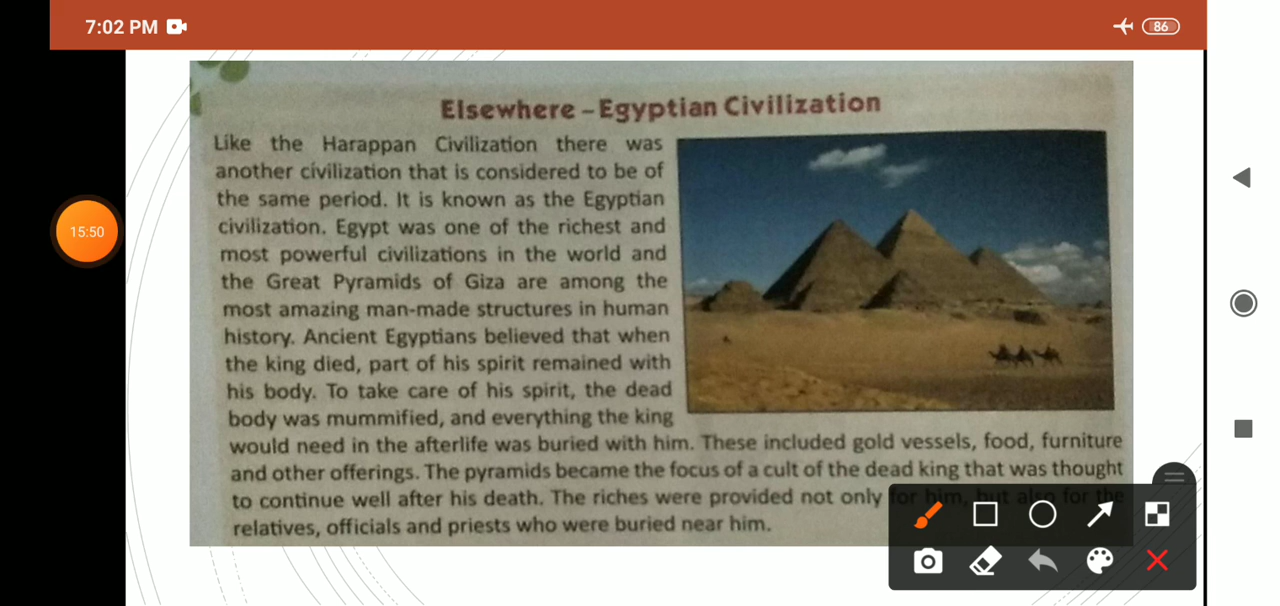 7:02 PM
86
15:50
Elsewhere – Egyptian Civilization
Like the Harappan Civilization there was
another civilization that is considered to be of
the same period. It is known as the Egyptian
civilization. Egypt was one of the richest and
most powerful civilizations in the world and
the Great Pyramids of Giza are among the
most amazing man-made structures in human
history. Ancient Egyptians believed that when
the king died, part of his spirit remained with
his body. To take care of his spirit, the dead
body was mummified, and everything the king
would need in the afterlife was buried with him. These included gold vessels, food, furniture
and other offerings. The pyramids became the focus of a cult of the dead king that was thought
to continue well after his death. The riches were provided not only for him, but also for the
relatives, officials and priests who were buried near him.